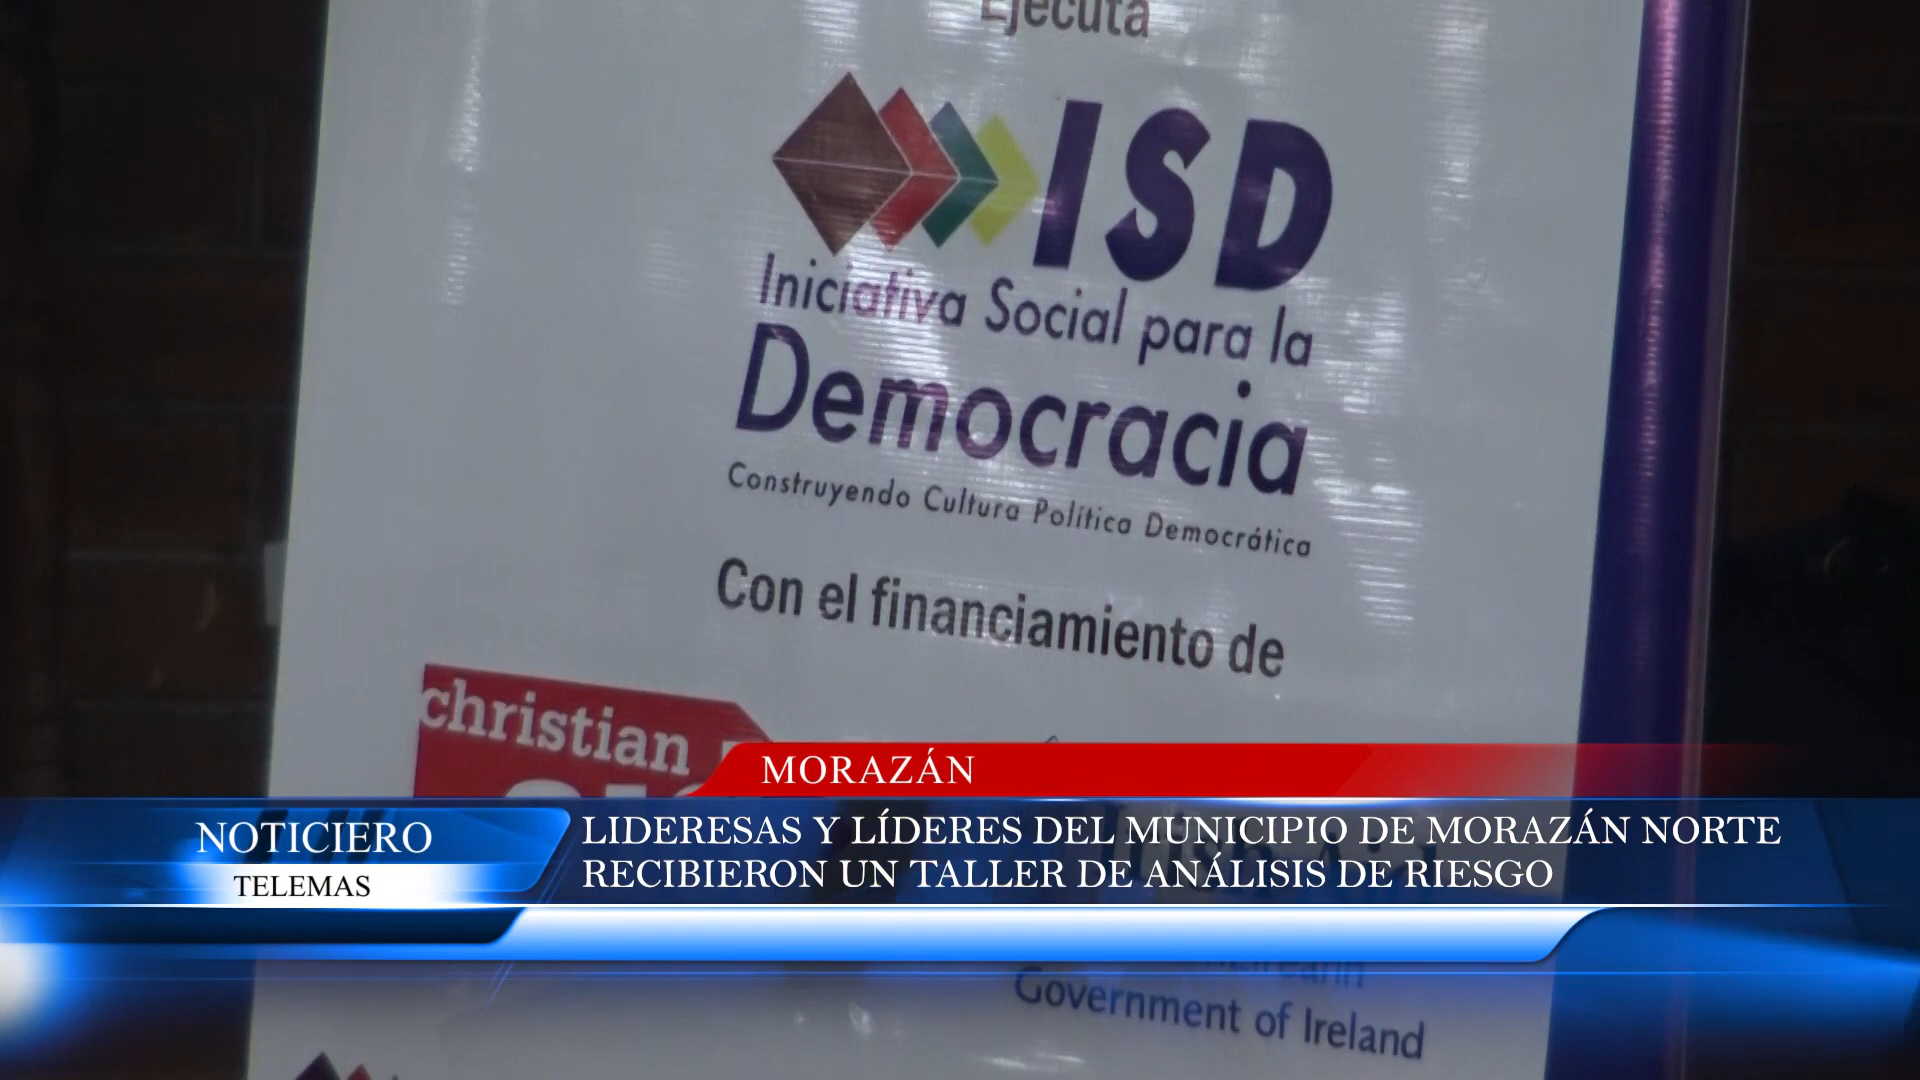 Ejecuta
ISD
Iniciativa Social para la
Democracia
Construyendo Cultura Política Democrática
Con el financiamiento de
christian
MORAZÁN
NOTICIERO
TELEMAS
LIDERESAS Y LÍDERES DEL MUNICIPIO DE MORAZÁN NORTE
RECIBIERON UN TALLER DE ANÁLISIS DE RIESGO
Government of Ireland